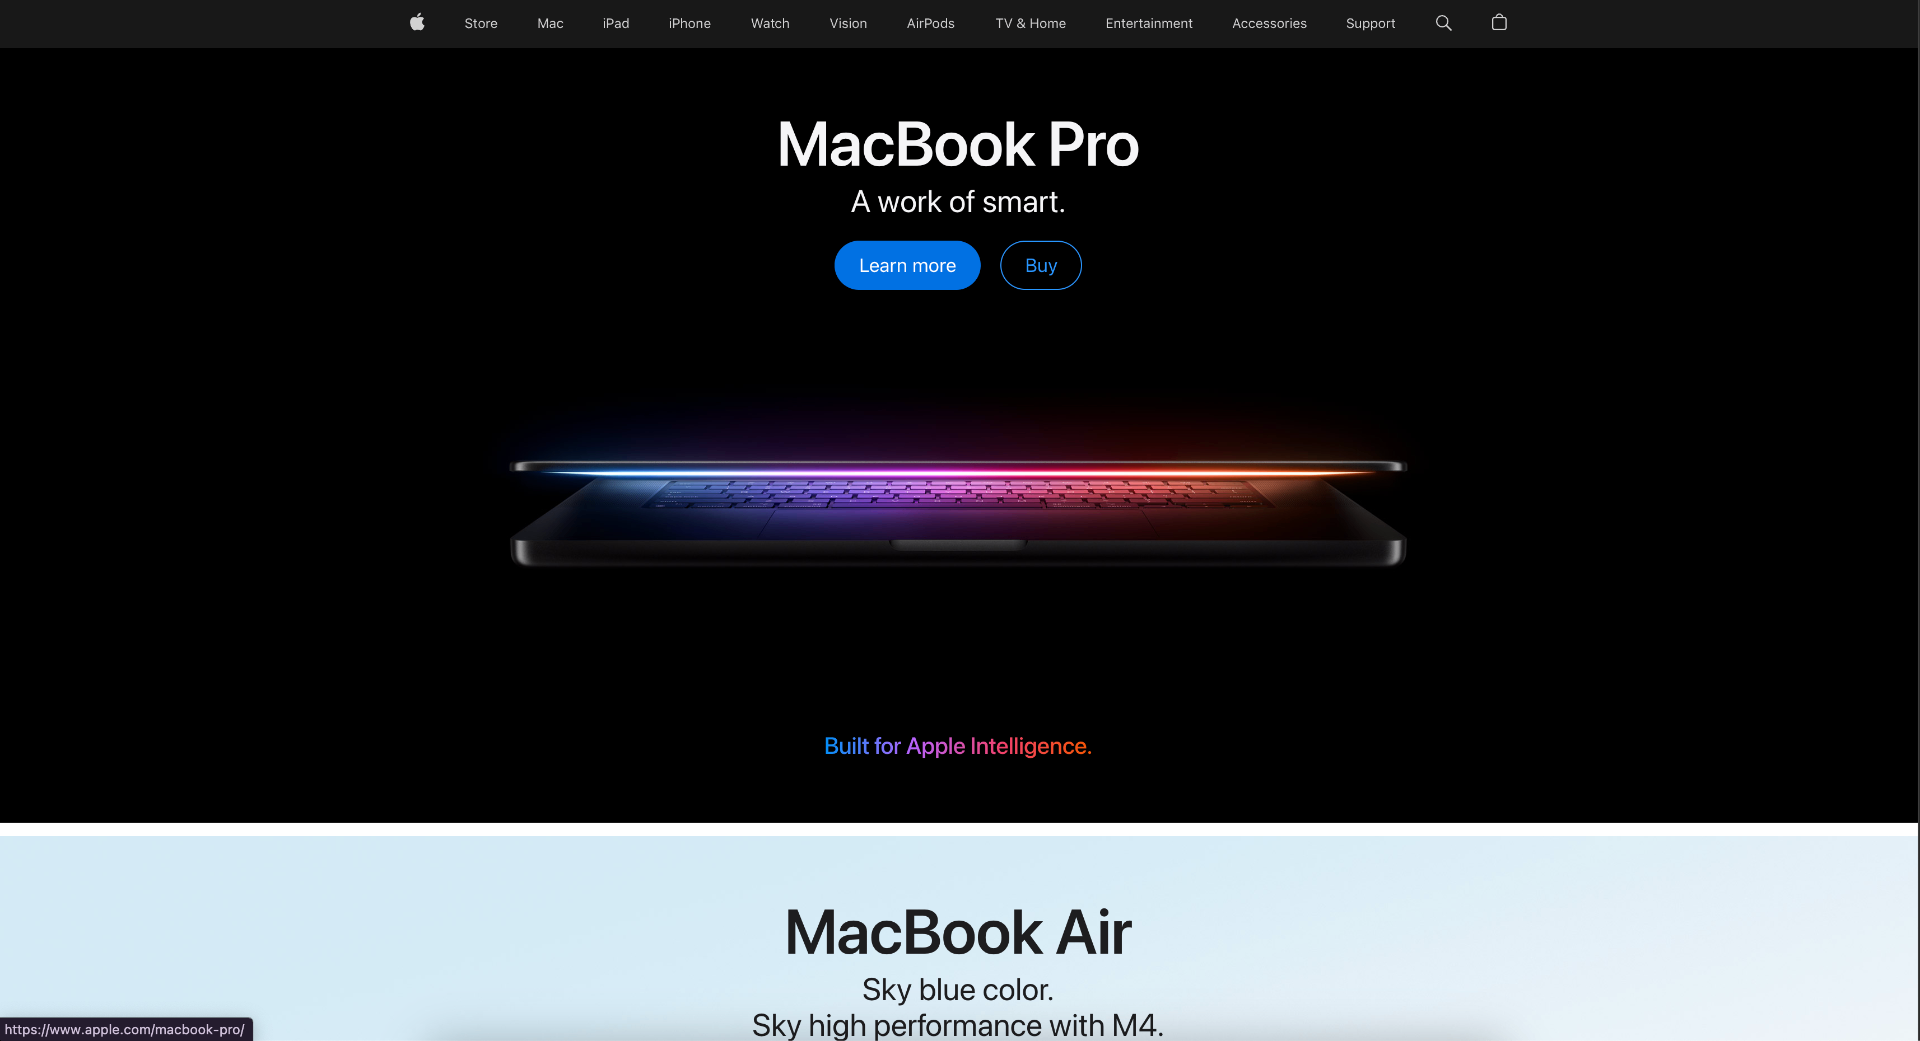 Store
Mac
iPad
iPhone
Watch
Vision
AirPods
TV & Home
Entertainment
Accessories
Support
MacBook Pro
A work of smart.
Learn more
Buy
Built for Apple Intelligence.
MacBook Air
Sky blue color.
Sky high performance with M4.
https://www.apple.com/macbook-pro/